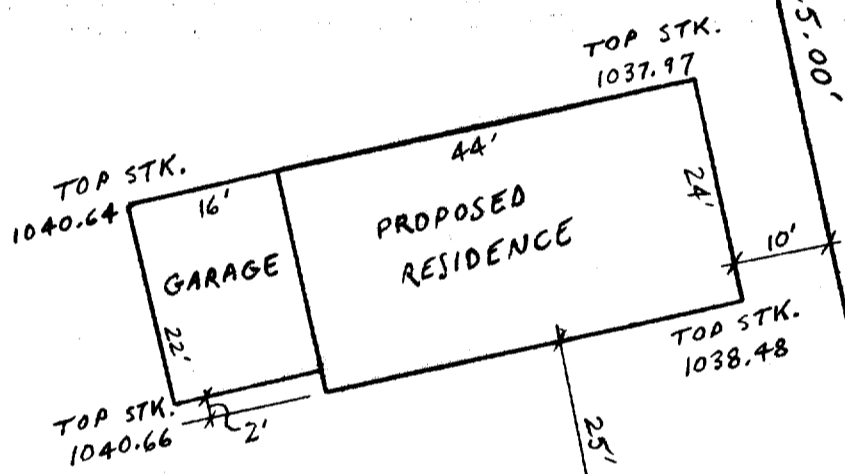 TOP STK.
1037.97
5.00'
44'
TOP STK.
1040.64
16'
24'
PROPOSED
RESIDENCE
10'
GARAGE
22'
TOP STK.
1038.48
TOP STK.
1040.66
2'
25'